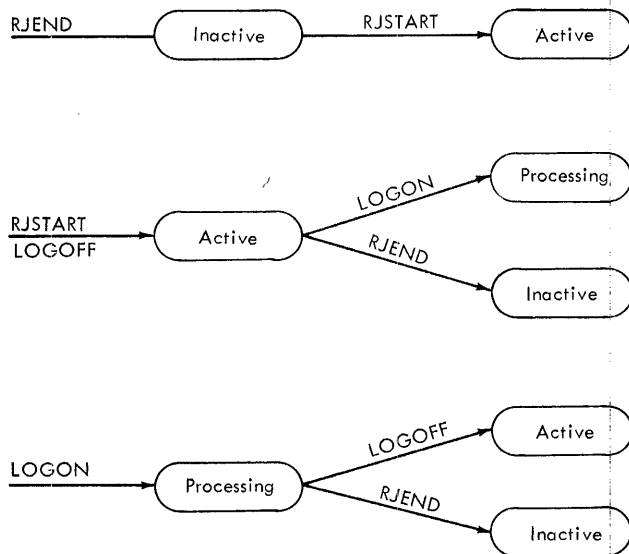 RJEND
Inactive
RJSTART
Active
LOGON
Processing
RJSTART
LOGOFF
Active
RJEND
Inactive
LOGOFF
Active
LOGON
Processing
RJEND
Inactive